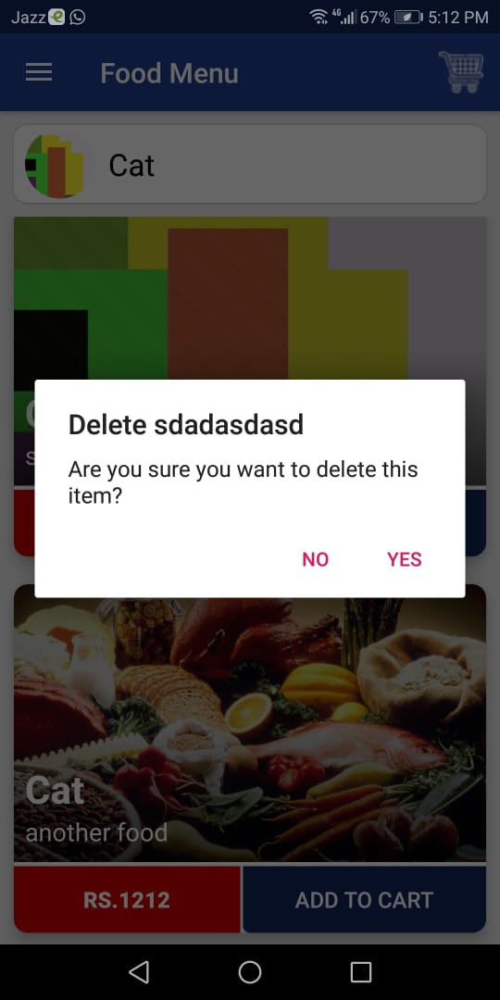 Jazz 4G 67% 5:12 PM
Food Menu
Cat
Delete sdadasdasd
Are you sure you want to delete this
item?
NO YES
Cat
another food
RS.1212 ADD TO CART